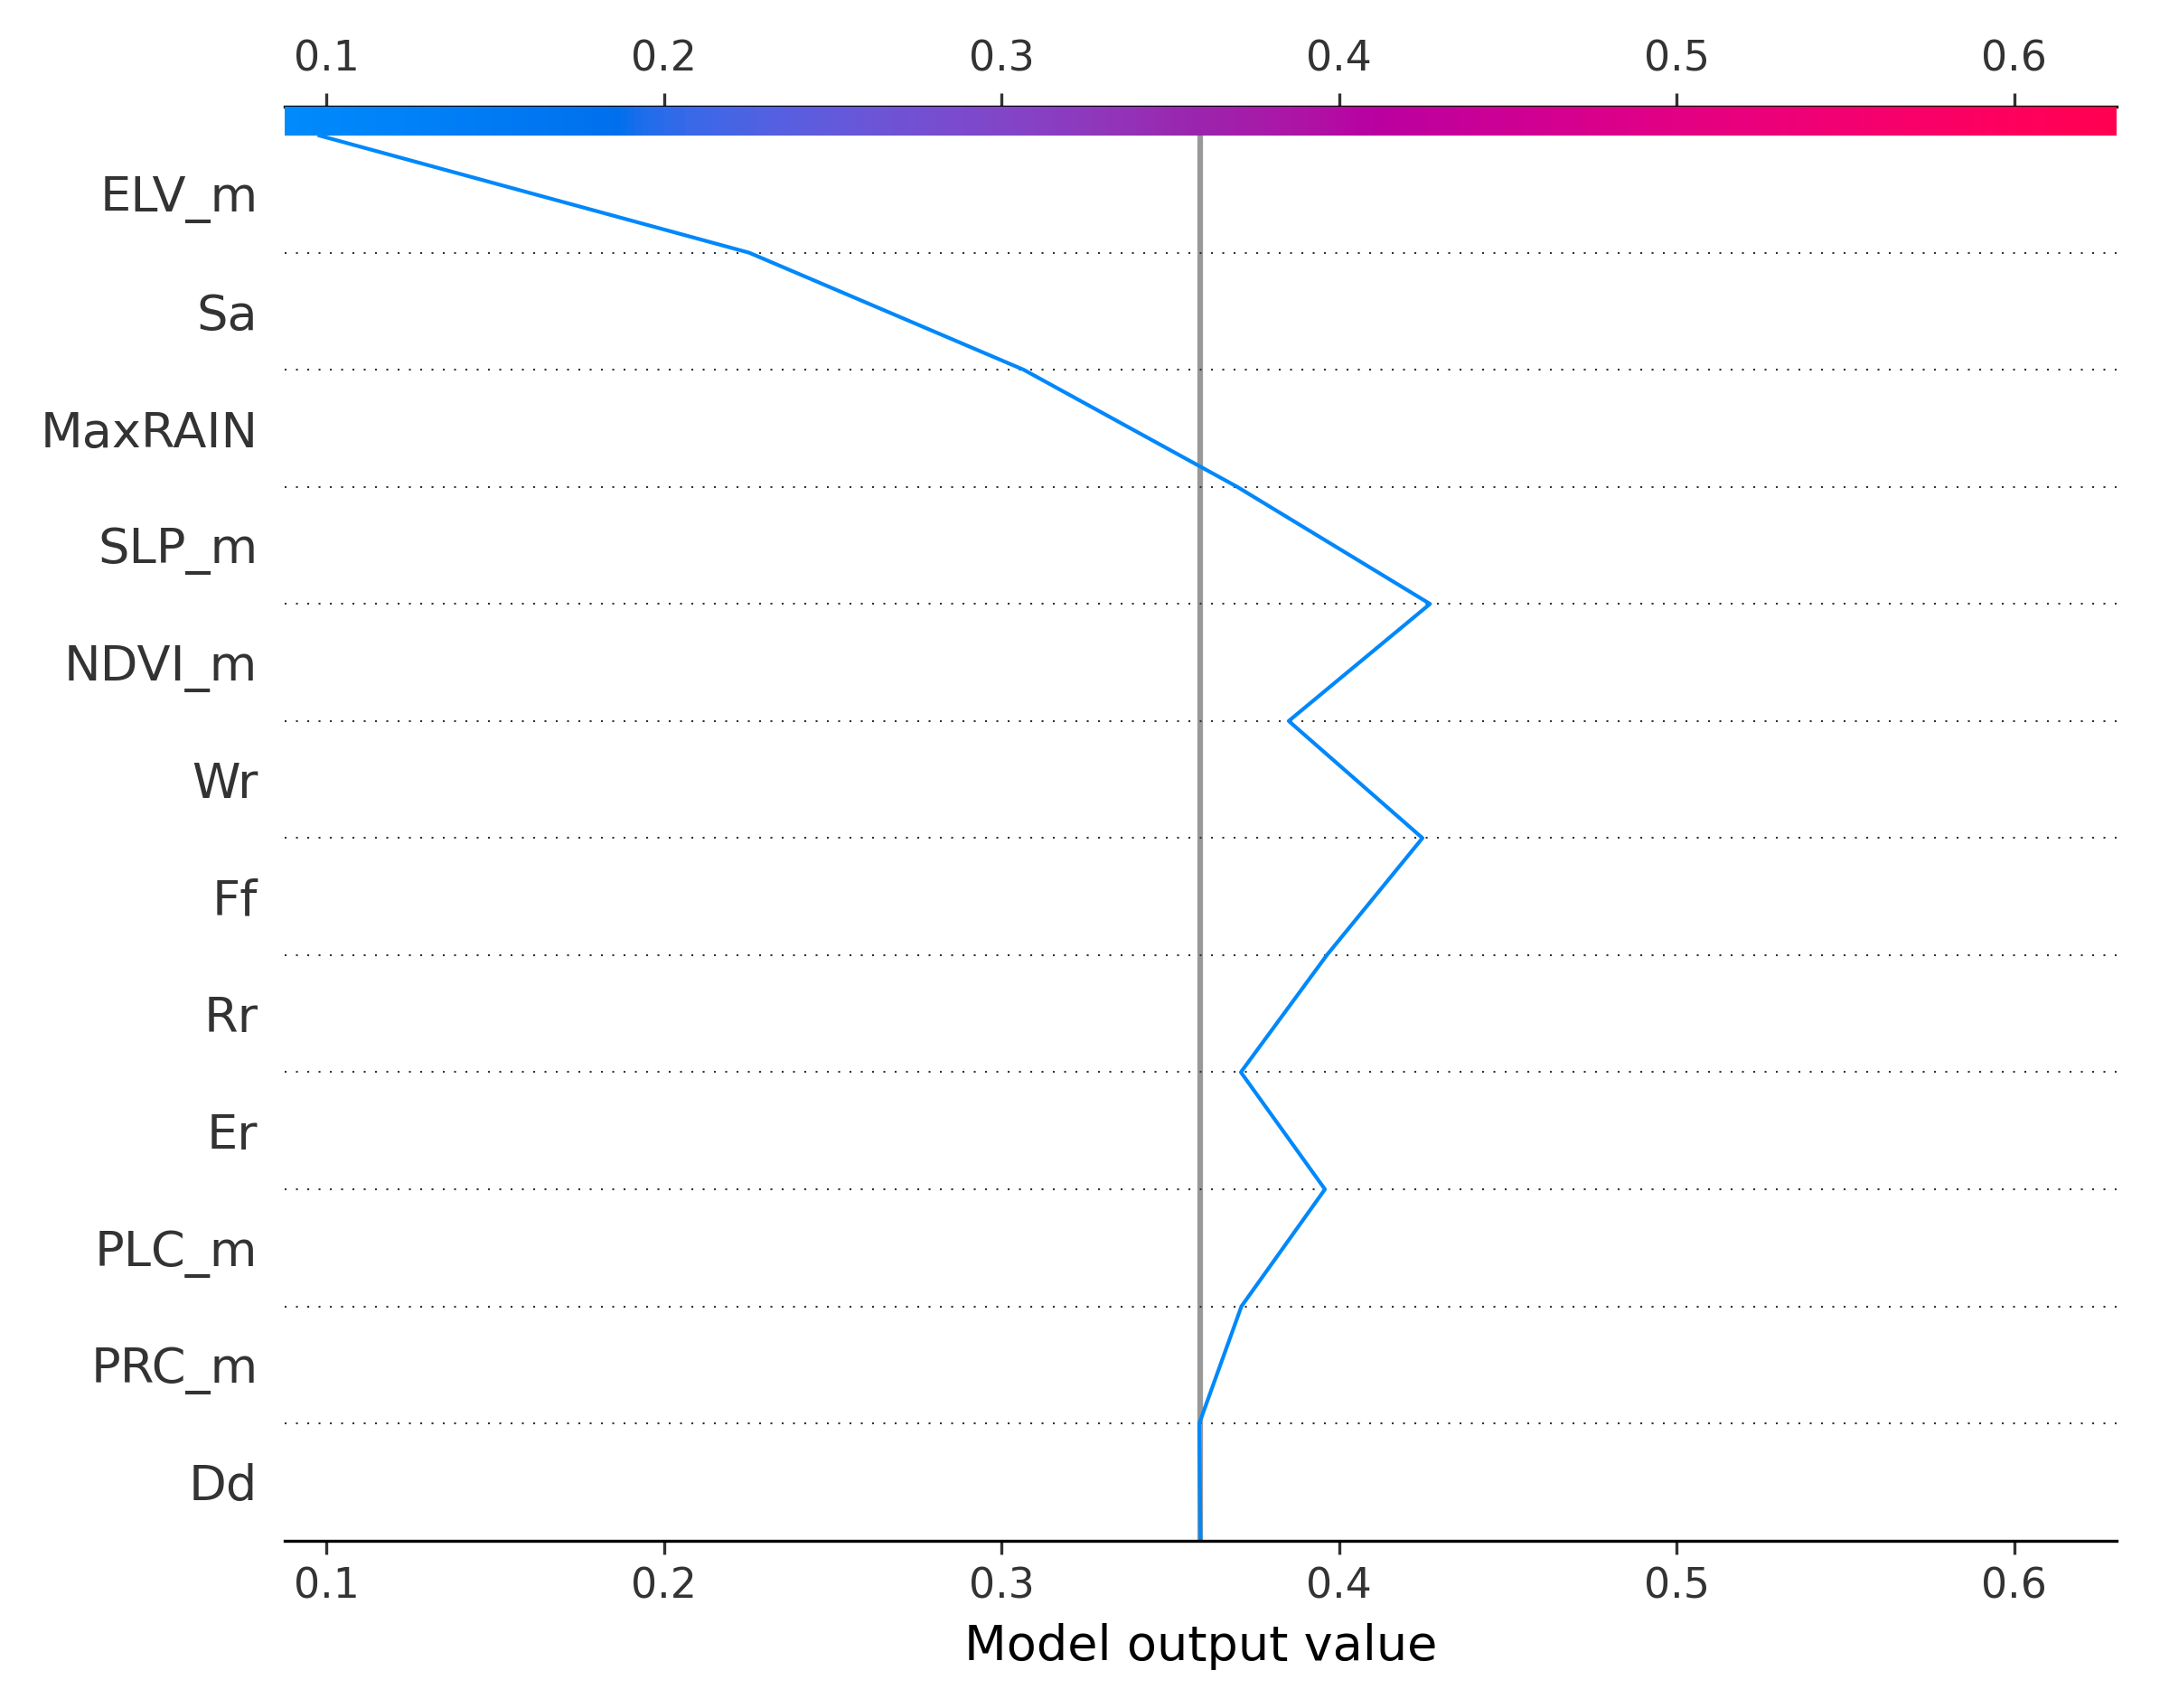 0.1 0.2 0.3 0.4 0.5 0.6
ELV_m
Sa
MaxRAIN
SLP_m
NDVI_m
Wr
Ff
Rr
Er
PLC_m
PRC_m
Dd
0.1 0.2 0.3 0.4 0.5 0.6
Model output value